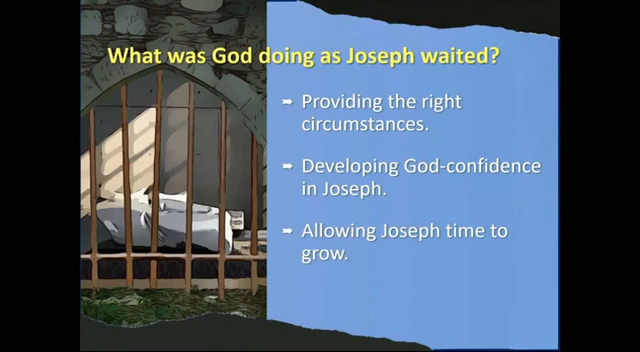 What was God doing as Joseph waited?
➡ Providing the right
circumstances.
➡ Developing God-confidence
in Joseph.
➡ Allowing Joseph time to
grow.